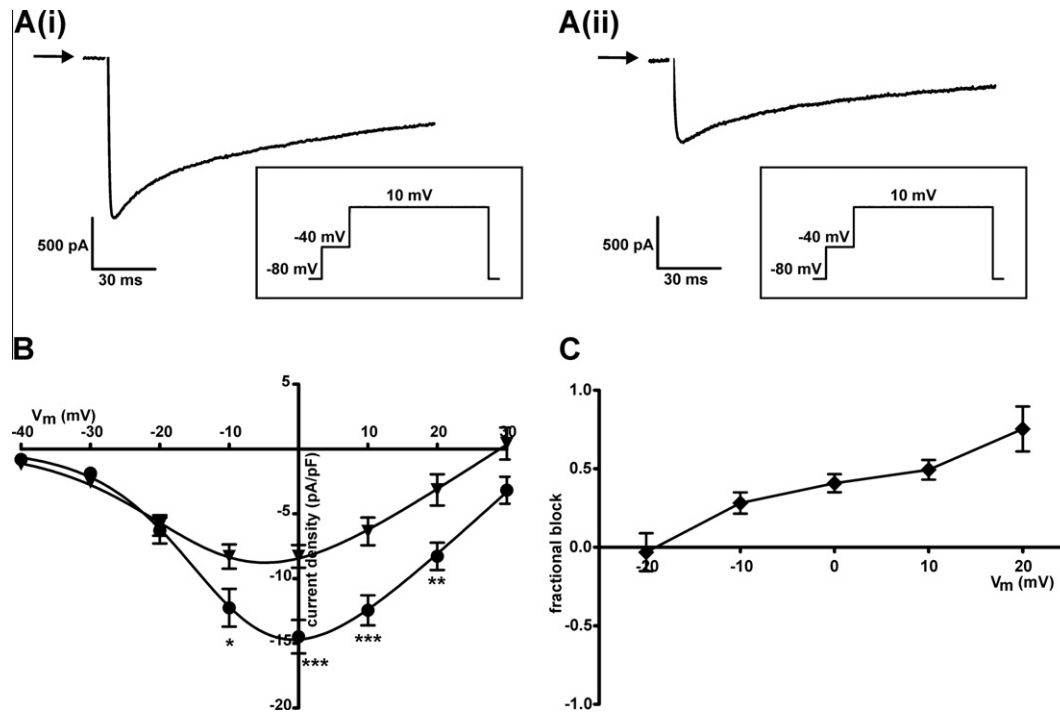 A(i)
A(ii)
10 mV
-40 mV
-80 mV
500 pA
30 ms
10 mV
-40 mV
-80 mV
500 pA
30 ms
B
Vm (mV)
-40
-30
-20
-10
10
20
30
5
-5
-10
-15
-20
current density (pA/pF)
*
***
***
**
C
1.0
0.5
0.0
-0.5
-1.0
fractional block
-10
0
10
20
Vm (mV)